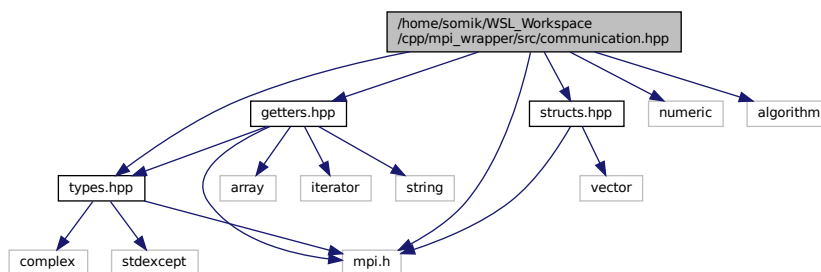 /home/somik/WSL_Workspace
/cpp/mpi_wrapper/src/communication.hpp
getters.hpp
structs.hpp
numeric
algorithm
types.hpp
array
iterator
string
vector
complex
stdexcept
mpi.h